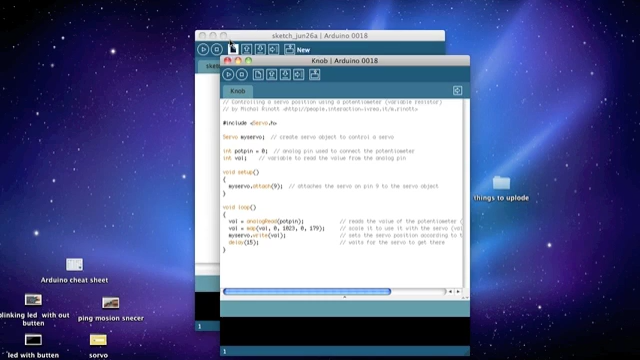 sketch_jun26a | Arduino 0018
New
Knob | Arduino 0018
Knob
// Controlling a servo position using a potentiometer (variable resistor)
// by Michal Rinott <http://people.interaction-ivrea.it/m.rinott>
#include <Servo.h>
Servo myservo; // create servo object to control a servo
int potpin = 0; // analog pin used to connect the potentiometer
int val; // variable to read the value from the analog pin
void setup()
{
myservo.attach(9); // attaches the servo on pin 9 to the servo object
}
void loop()
{
val = analogRead(potpin); // reads the value of the potentiometer (
val = map(val, 0, 1023, 0, 179); // scale it to use it with the servo (va
myservo.write(val); // sets the servo position according to t
delay(15); // waits for the servo to get there
}
1
1
things to uplode
Arduino cheat sheet
blinking led with out
butten
ping mosion snecer
led with butten
sorvo